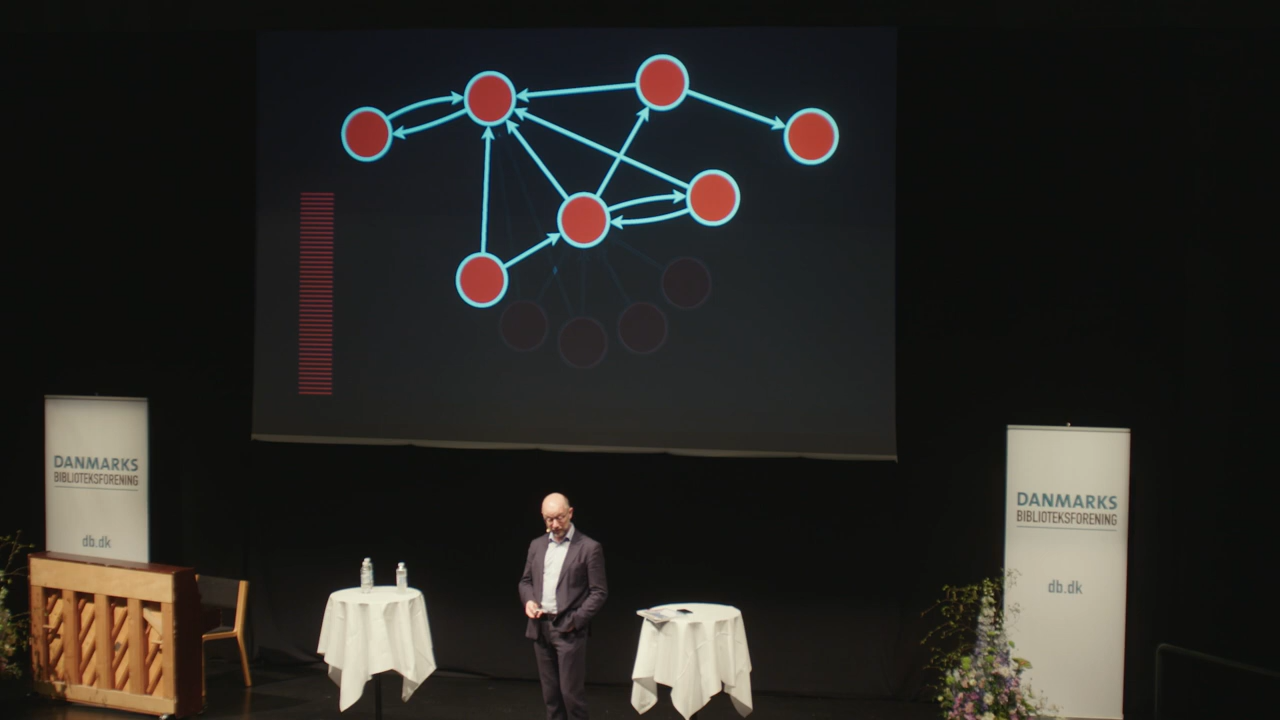 DANMARKS
BIBLIOTEKSFORENING
db.dk
DANMARKS
BIBLIOTEKSFORENING
db.dk